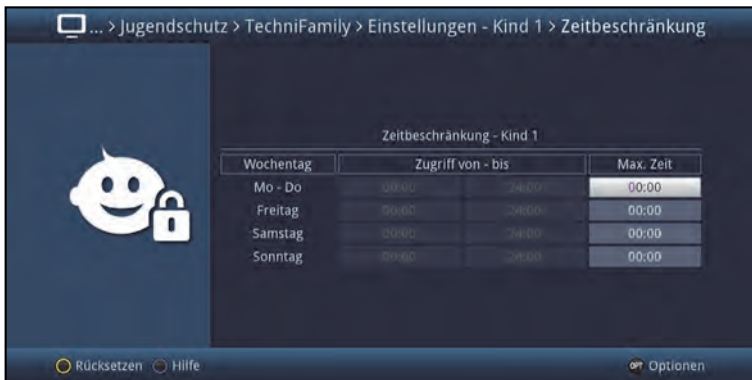 ... > Jugendschutz > TechniFamily > Einstellungen - Kind 1 > Zeitbeschränkung
Zeitbeschränkung - Kind 1
Wochentag Zugriff von - bis Max. Zeit
Mo - Do 00:00 24:00 00:00
Freitag 00:00 24:00 00:00
Samstag 00:00 24:00 00:00
Sonntag 00:00 24:00 00:00
Rücksetzen Hilfe OPT Optionen